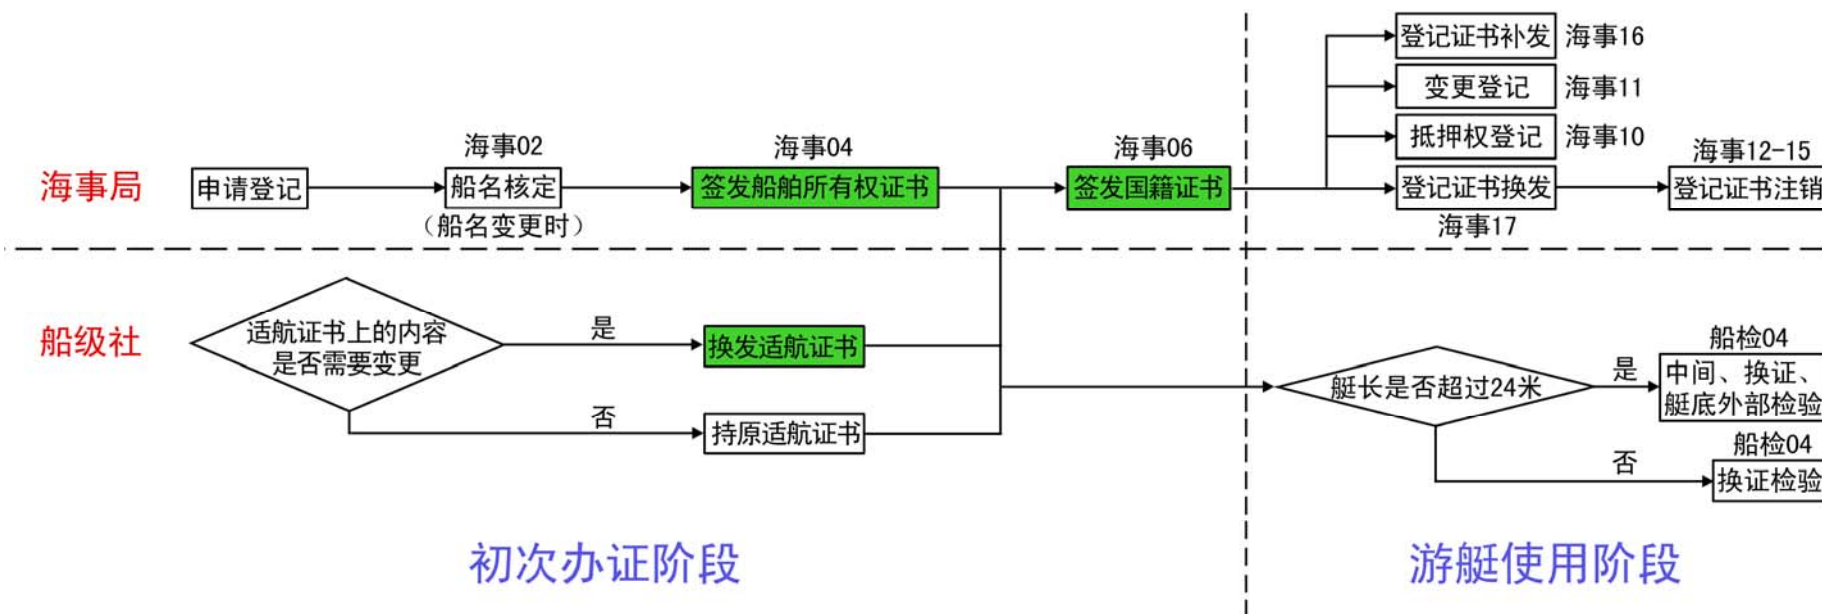 登记证书补发 海事16
变更登记 海事11
抵押权登记 海事10
海事02
海事04
海事06
海事12-15
海事局
申请登记
船名核定
签发船舶所有权证书
签发国籍证书
登记证书换发
登记证书注销
（船名变更时）
海事17
船级社
适航证书上的内容
是否需要变更
是
换发适航证书
否
持原适航证书
艇长是否超过24米
是
船检04
中间、换证、
艇底外部检验
否
船检04
换证检验
初次办证阶段
游艇使用阶段